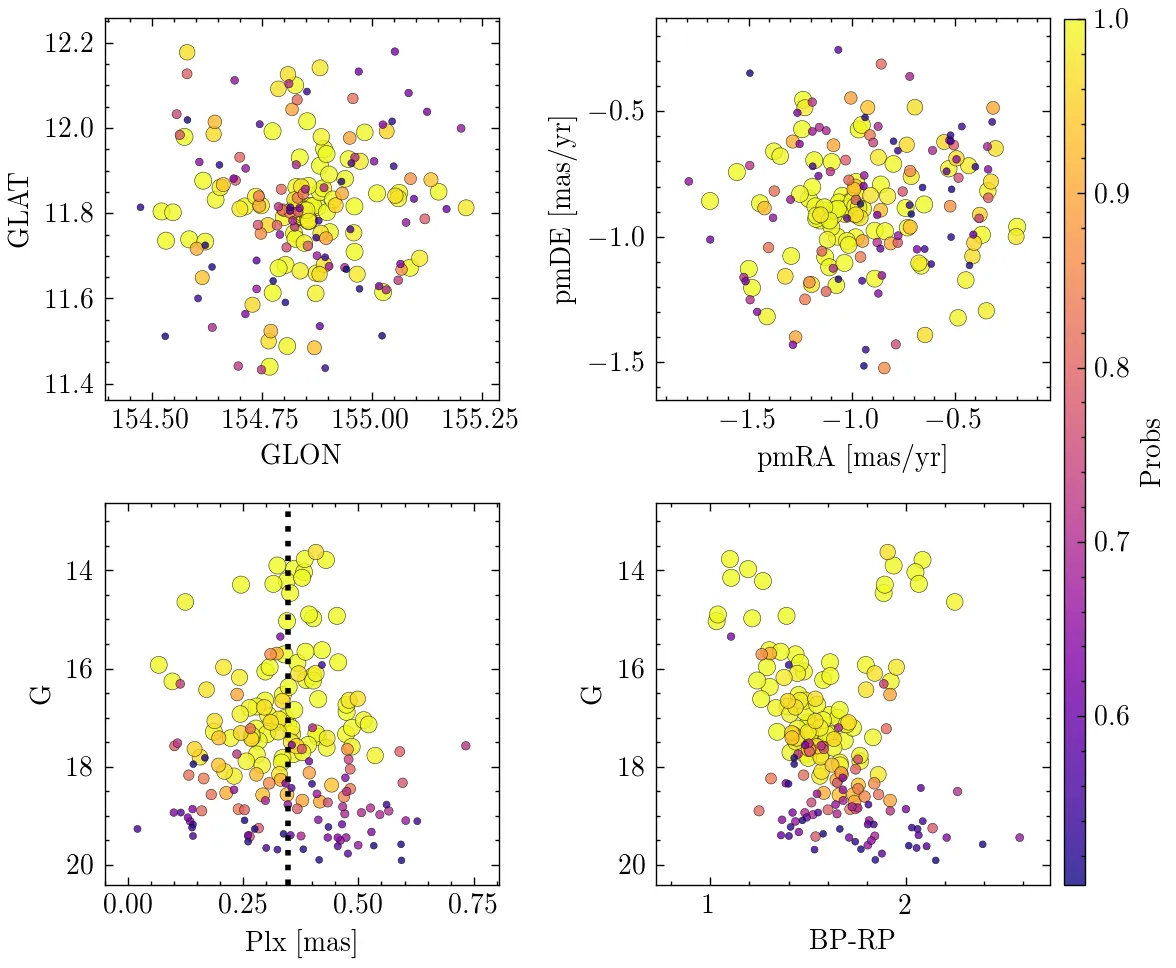 12.2
12.0
11.8
11.6
11.4
GLAT
154.50 154.75 155.00 155.25
GLON
−0.5
−1.0
−1.5
pmDE [mas/yr]
−1.5 −1.0 −0.5
pmRA [mas/yr]
14
16
18
20
G
0.00 0.25 0.50 0.75
Plx [mas]
14
16
18
20
G
1 2
BP-RP
1.0
0.9
0.8
0.7
0.6
Probs